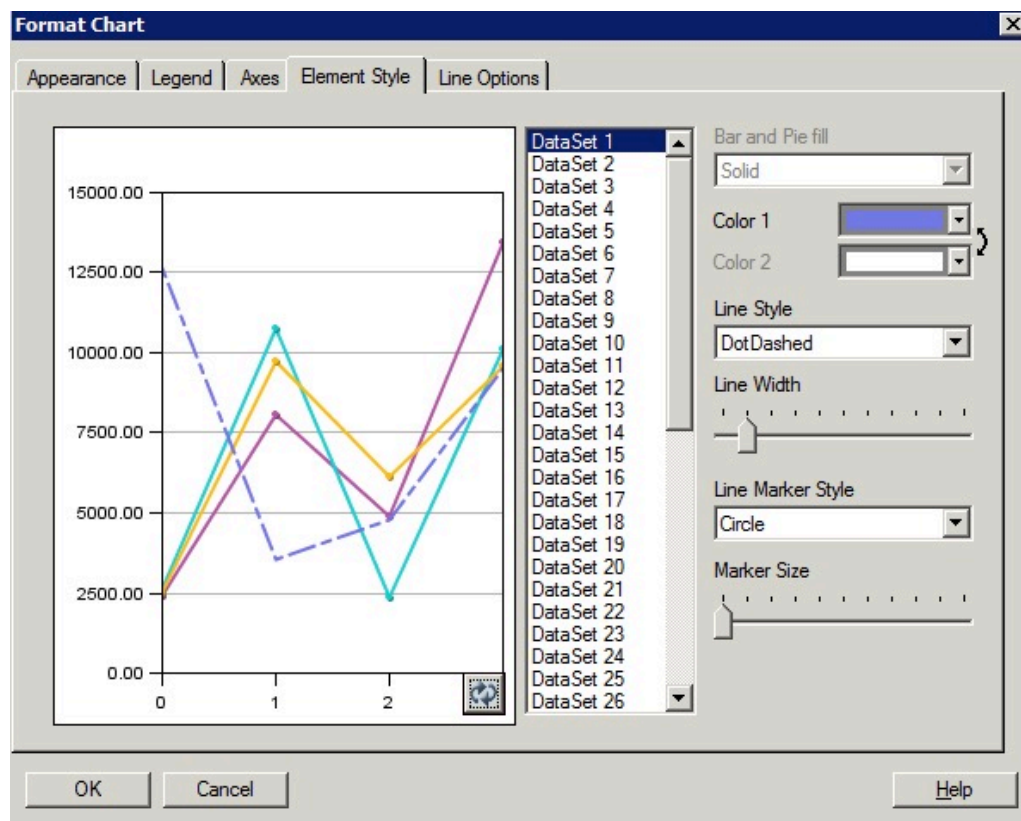 Format Chart
Appearance Legend Axes Element Style Line Options
15000.00
12500.00
10000.00
7500.00
5000.00
2500.00
0.00
0 1 2
DataSet 1
DataSet 2
DataSet 3
DataSet 4
DataSet 5
DataSet 6
DataSet 7
DataSet 8
DataSet 9
DataSet 10
DataSet 11
DataSet 12
DataSet 13
DataSet 14
DataSet 15
DataSet 16
DataSet 17
DataSet 18
DataSet 19
DataSet 20
DataSet 21
DataSet 22
DataSet 23
DataSet 24
DataSet 25
DataSet 26
Bar and Pie fill
Solid
Color 1
Color 2
Line Style
DotDashed
Line Width
Line Marker Style
Circle
Marker Size
OK Cancel Help